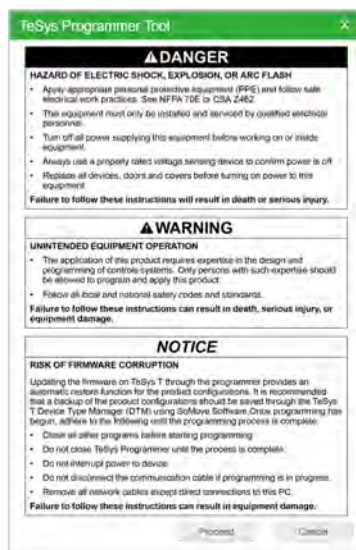 TeSys Programmer Tool
X
DANGER
HAZARD OF ELECTRIC SHOCK, EXPLOSION, OR ARC FLASH
• Apply appropriate personal protective equipment (PPE) and follow safe
electrical work practices. See NFPA 70E or CSA Z462.
• This equipment must only be installed and serviced by qualified electrical
personnel.
• Turn off all power supplying this equipment before working on or inside
equipment.
• Always use a properly rated voltage sensing device to confirm power is off.
• Replace all devices, doors and covers before turning on power to this
equipment.
Failure to follow these instructions will result in death or serious injury.
WARNING
UNINTENDED EQUIPMENT OPERATION
• The application of this product requires expertise in the design and
programming of controls systems. Only persons with such expertise should
be allowed to program and apply this product.
• Follow all local and national safety codes and standards.
Failure to follow these instructions can result in death, serious injury, or
equipment damage.
NOTICE
RISK OF FIRMWARE CORRUPTION
Updating the firmware on TeSys T through the programmer provides an
automatic restore function for the product configurations. It is recommended
that a backup of the product configurations should be saved through the TeSys
T Device Type Manager (DTM) using SoMove Software.Once programming has
begun, adhere to the following until the programming process is complete.
• Close all other programs before starting programming.
• Do not close TeSys Programmer until the process is complete.
• Do not interrupt power to device.
• Do not disconnect the communication cable if programming is in progress.
• Remove all network cables except direct connections to this PC.
Failure to follow these instructions can result in equipment damage.
Proceed
Cancel